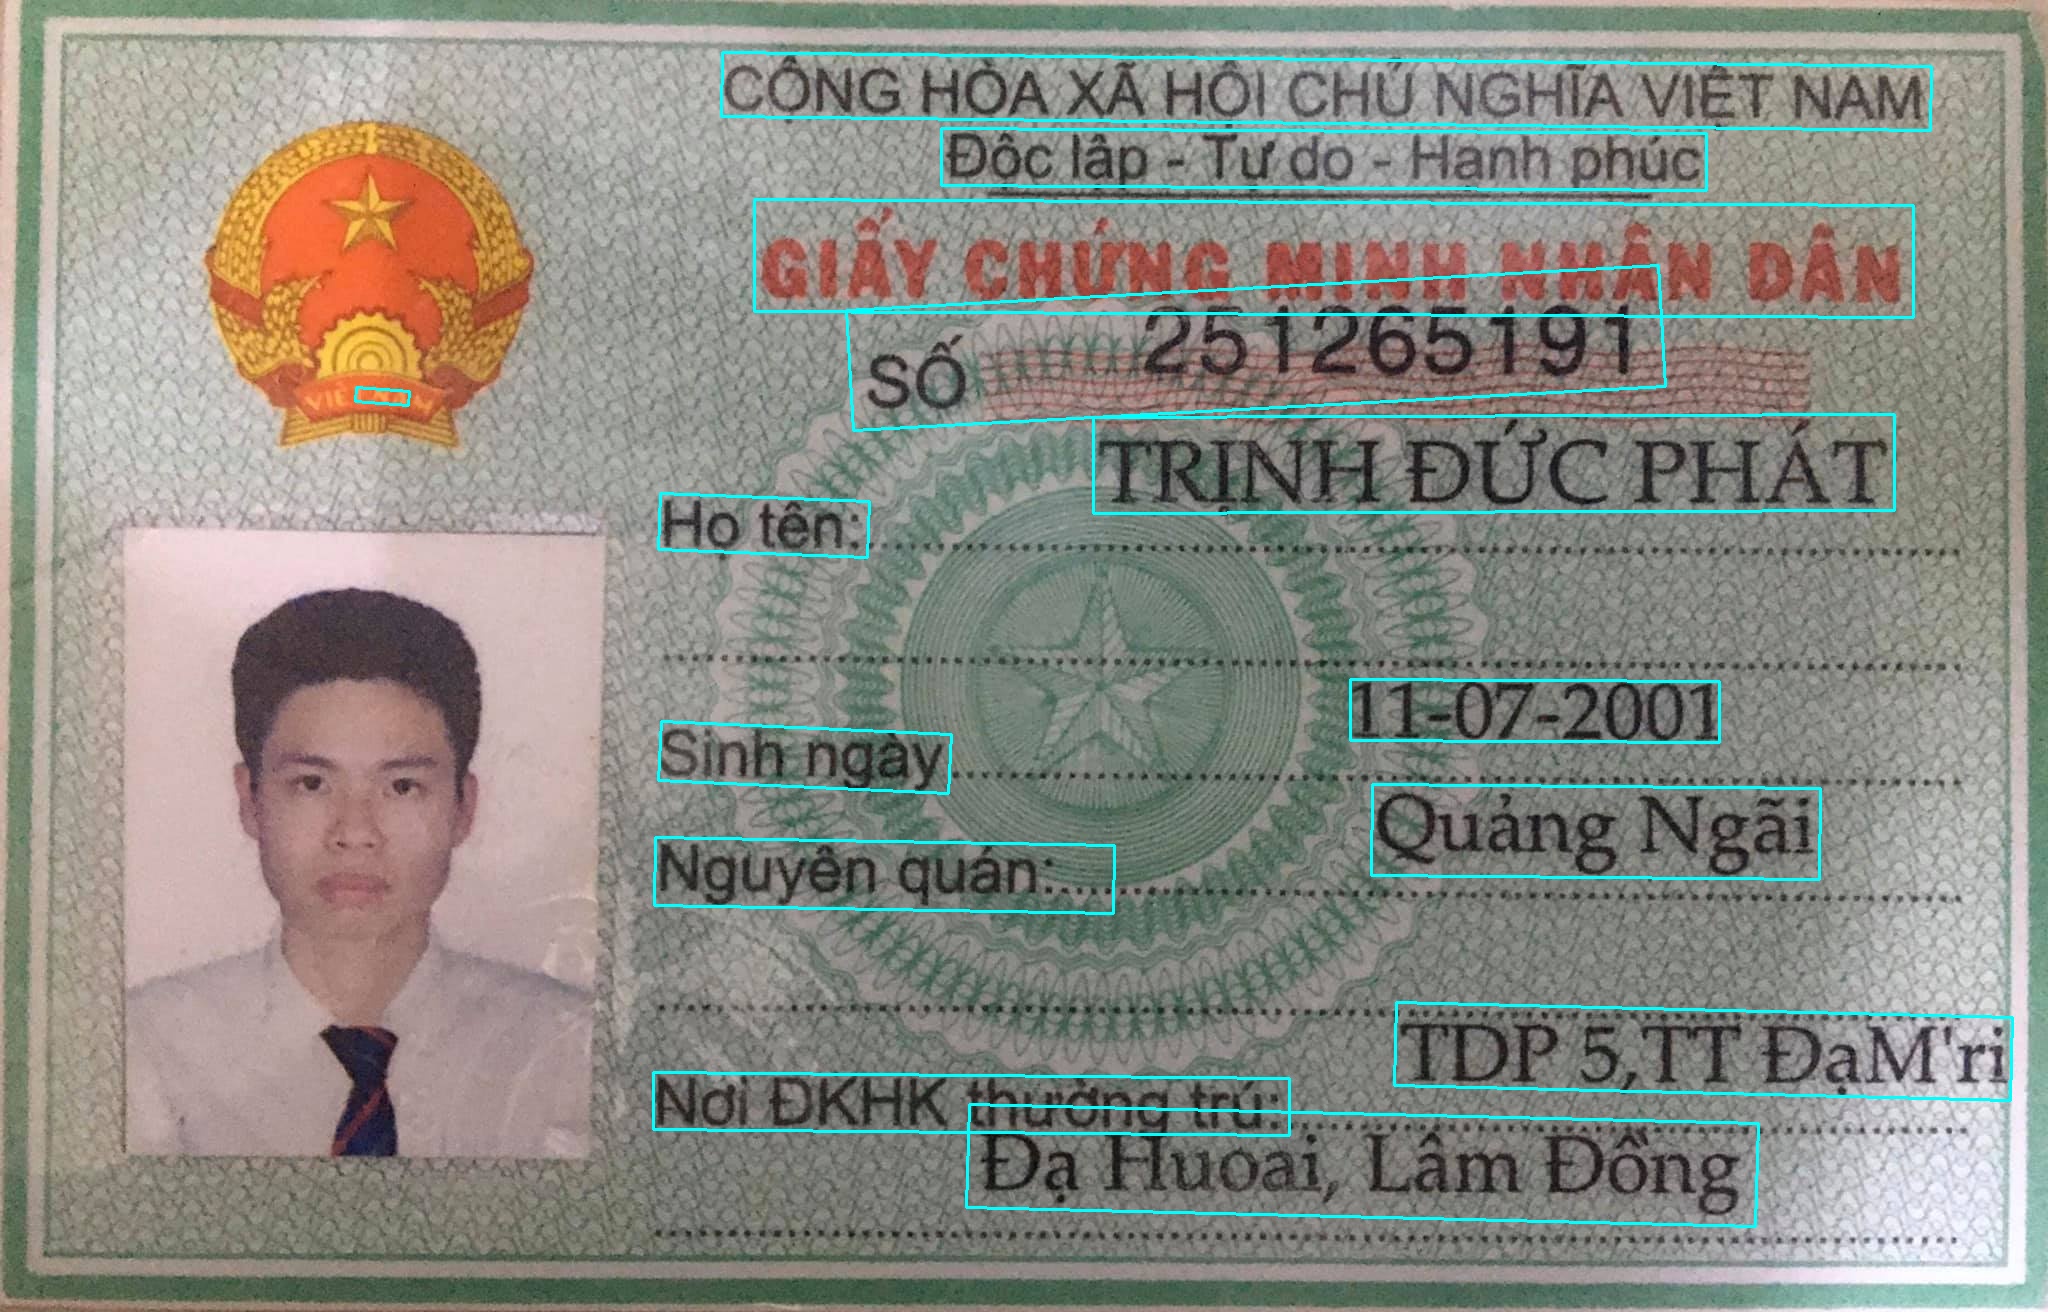 CỘNG HÒA XÃ HỘI CHỦ NGHĨA VIỆT NAM
Độc lập - Tự do - Hạnh phúc
GIẤY CHỨNG MINH NHÂN DÂN
SỐ 251265191
VIỆT NAM
Họ tên: TRỊNH ĐỨC PHÁT
Sinh ngày 11-07-2001
Nguyên quán: Quảng Ngãi
Nơi ĐKHK thường trú: TDP 5,TT ĐạM'ri
Đạ Huoai, Lâm Đồng